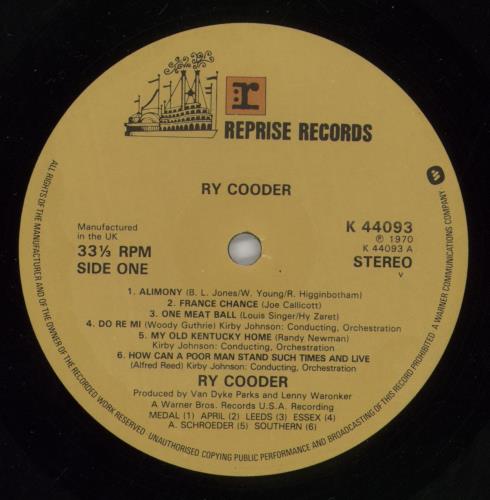 r
REPRISE RECORDS
RY COODER
Manufactured
in the UK
33⅓ RPM
SIDE ONE
K 44093
℗ 1970
K 44093 A
STEREO
v
1. ALIMONY (B. L. Jones/W. Young/R. Higginbotham)
2. FRANCE CHANCE (Joe Callicott)
3. ONE MEAT BALL (Louis Singer/Hy Zaret)
4. DO RE MI (Woody Guthrie) Kirby Johnson: Conducting, Orchestration
5. MY OLD KENTUCKY HOME (Randy Newman)
Kirby Johnson: Conducting, Orchestration
6. HOW CAN A POOR MAN STAND SUCH TIMES AND LIVE
(Alfred Reed) Kirby Johnson: Conducting, Orchestration
RY COODER
Produced by Van Dyke Parks and Lenny Waronker
A Warner Bros. Records U.S.A. Recording
MEDAL (1) APRIL (2) LEEDS (3) ESSEX (4)
A. SCHROEDER (5) SOUTHERN (6)
ALL RIGHTS OF THE MANUFACTURER AND OF THE OWNER OF THE RECORDED WORK RESERVED UNAUTHORISED COPYING PUBLIC PERFORMANCE AND BROADCASTING OF THIS RECORD PROHIBITED A WARNER COMMUNICATIONS COMPANY